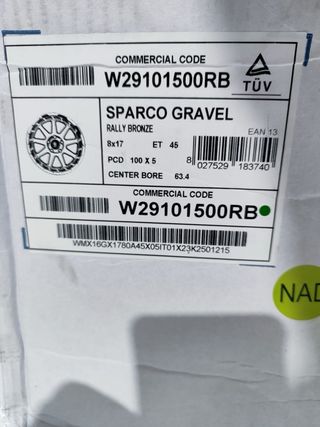 COMMERCIAL CODE
W29101500RB
TÜV
SPARCO GRAVEL
RALLY BRONZE
8x17 ET 45
PCD 100 X 5
CENTER BORE 63.4
EAN 13
8 027529 183740
COMMERCIAL CODE
W29101500RB
WMX16GX1780A45X05IT01X23K2501215
NAD